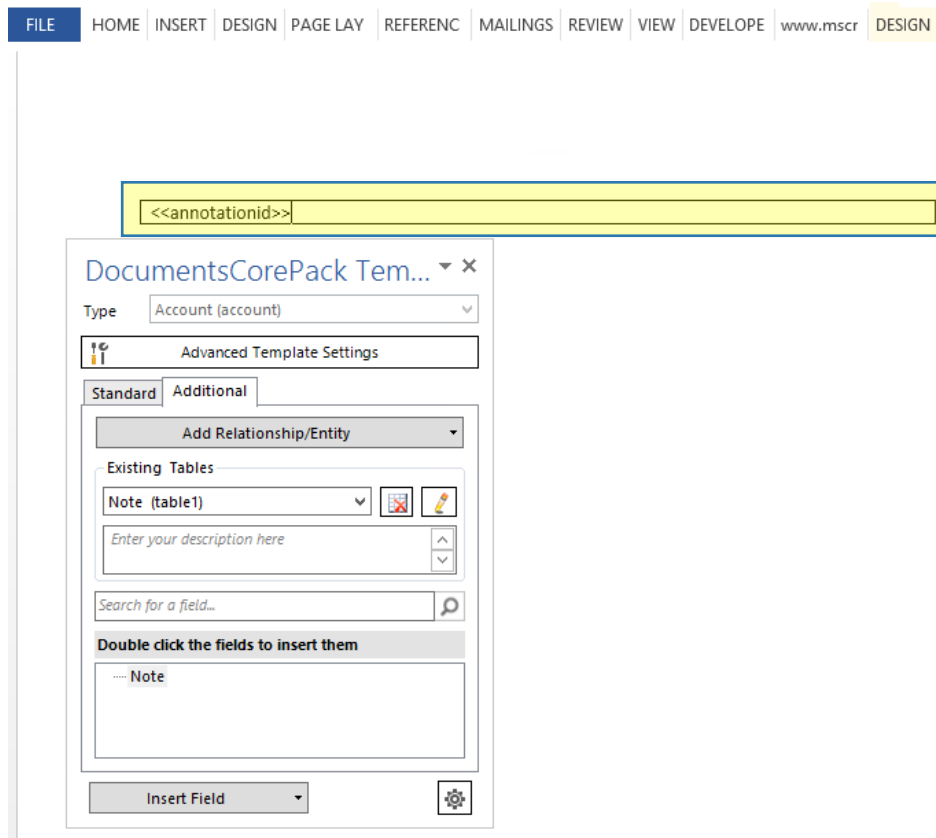 FILE HOME INSERT DESIGN PAGE LAY REFERENC MAILINGS REVIEW VIEW DEVELOPE www.mscr DESIGN
<<annotationid>>
DocumentsCorePack Tem...
Type Account (account)
Advanced Template Settings
Standard Additional
Add Relationship/Entity
Existing Tables
Note (table1)
Enter your description here
Search for a field...
Double click the fields to insert them
Note
Insert Field